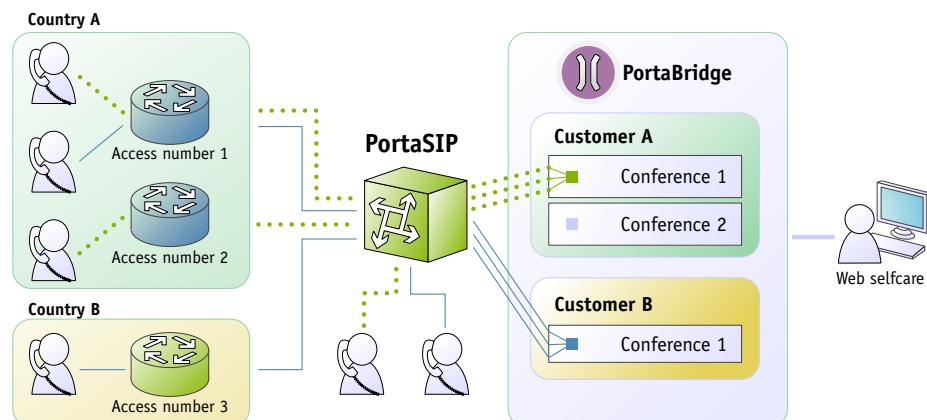 Country A
Access number 1
Access number 2
Country B
Access number 3
PortaSIP
PortaBridge
Customer A
Conference 1
Conference 2
Customer B
Conference 1
Web selfcare